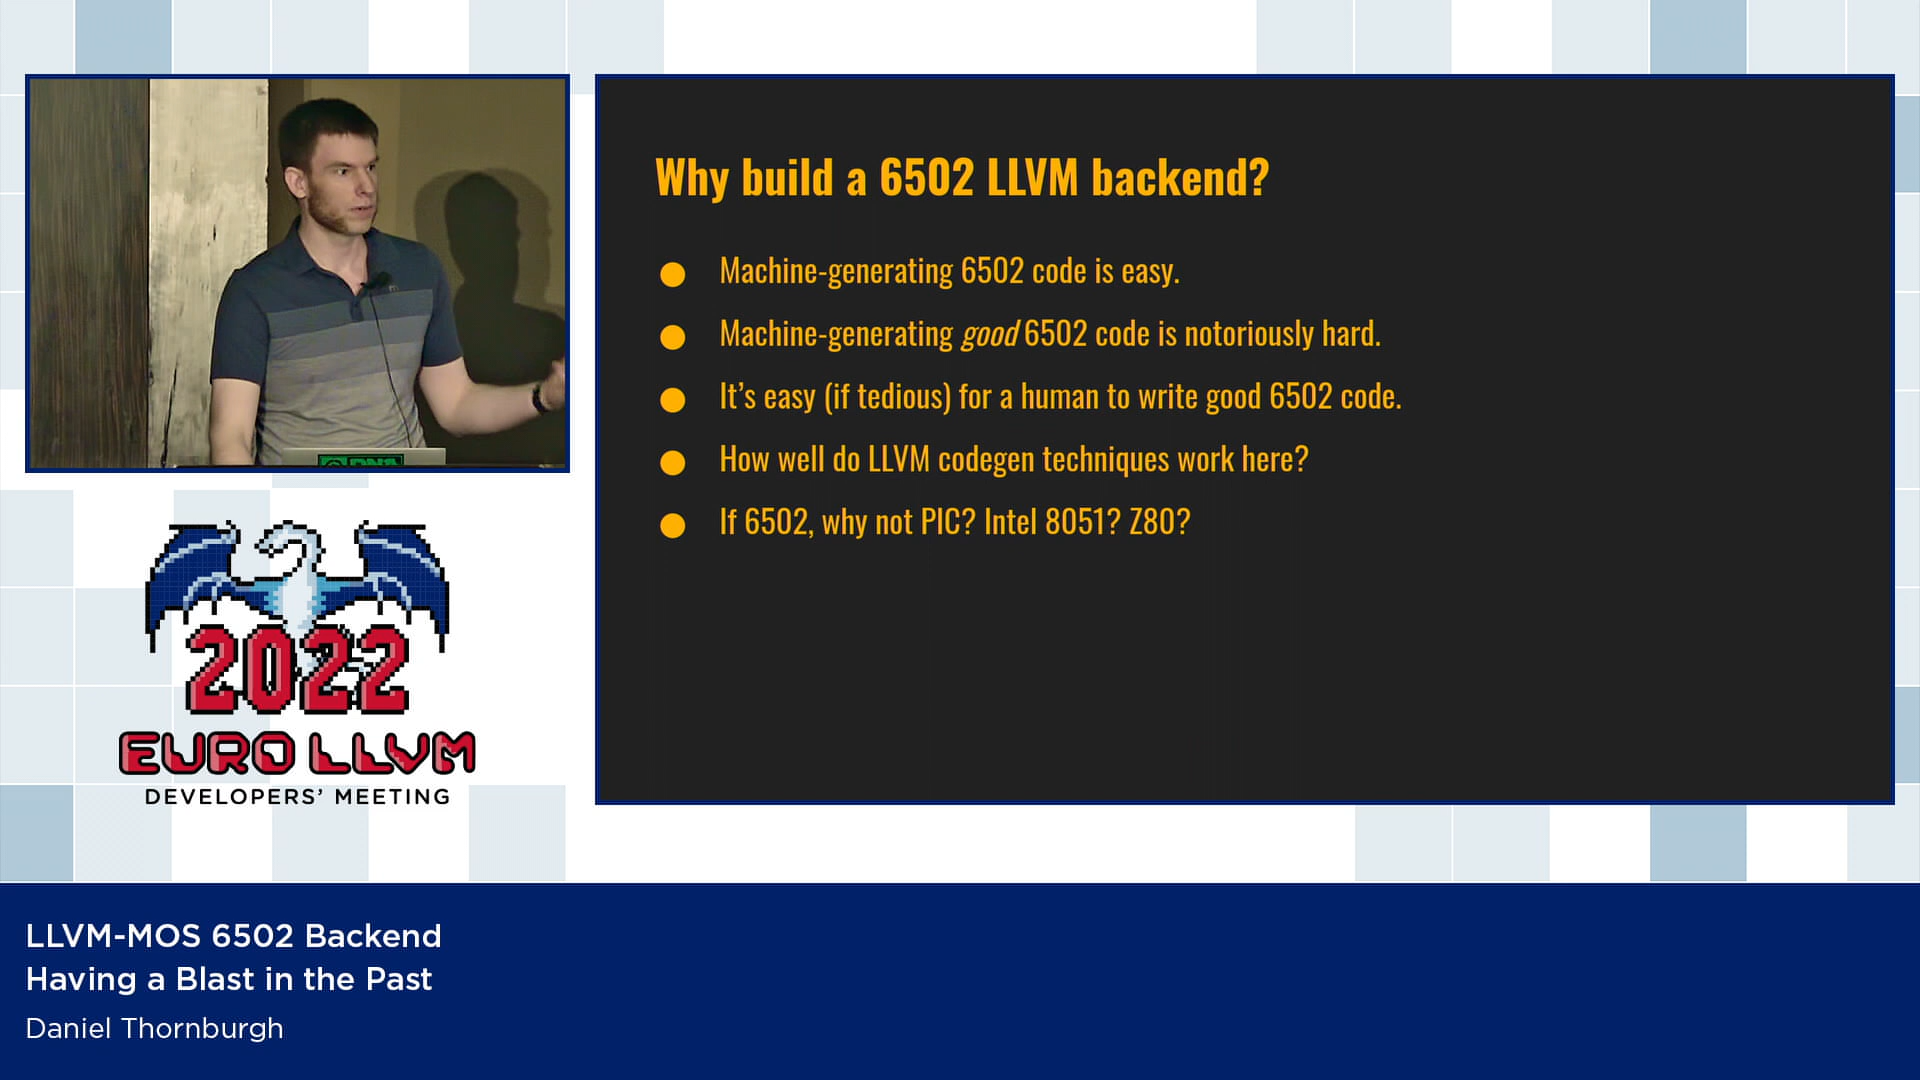 Why build a 6502 LLVM backend?
Machine-generating 6502 code is easy.
Machine-generating good 6502 code is notoriously hard.
It's easy (if tedious) for a human to write good 6502 code.
How well do LLVM codegen techniques work here?
If 6502, why not PIC? Intel 8051? Z80?
2022
EURO LLVM
DEVELOPERS' MEETING
LLVM-MOS 6502 Backend
Having a Blast in the Past
Daniel Thornburgh